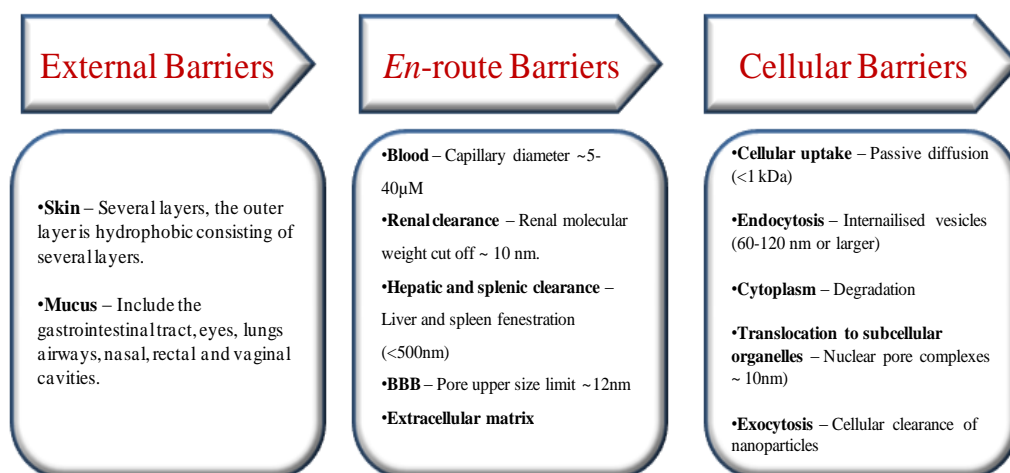 External Barriers
En-route Barriers
Cellular Barriers
•Skin – Several layers, the outer
layer is hydrophobic consisting of
several layers.
•Mucus – Include the
gastrointestinal tract, eyes, lungs
airways, nasal, rectal and vaginal
cavities.
•Blood – Capillary diameter ~5-
40µM
•Renal clearance – Renal molecular
weight cut off ~ 10 nm.
•Hepatic and splenic clearance –
Liver and spleen fenestration
(<500nm)
•BBB – Pore upper size limit ~12nm
•Extracellular matrix
•Cellular uptake – Passive diffusion
(<1 kDa)
•Endocytosis – Internailised vesicles
(60-120 nm or larger)
•Cytoplasm – Degradation
•Translocation to subcellular
organelles – Nuclear pore complexes
~ 10nm)
•Exocytosis – Cellular clearance of
nanoparticles